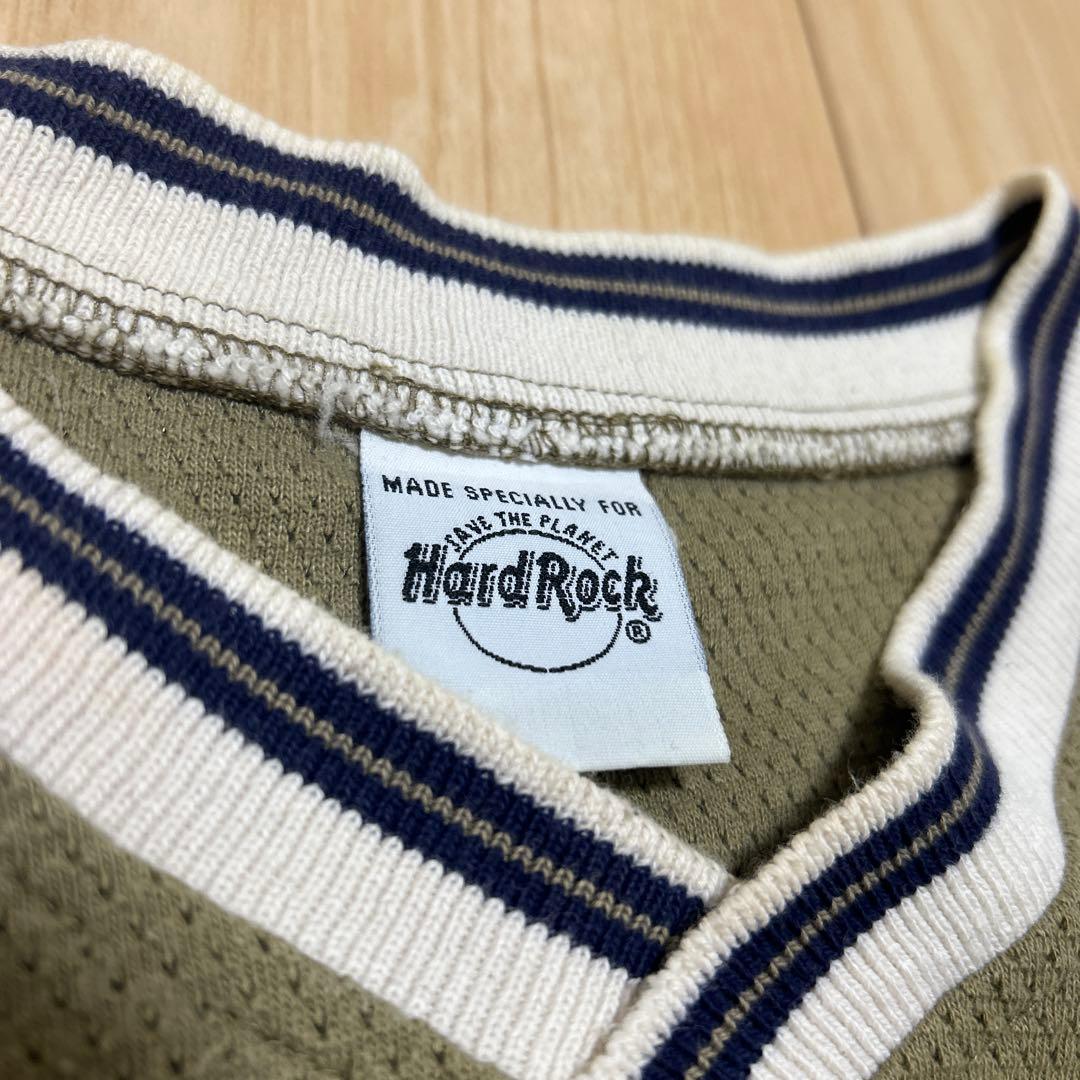 MADE SPECIALLY FOR
SAVE THE PLANET
Hard Rock
®